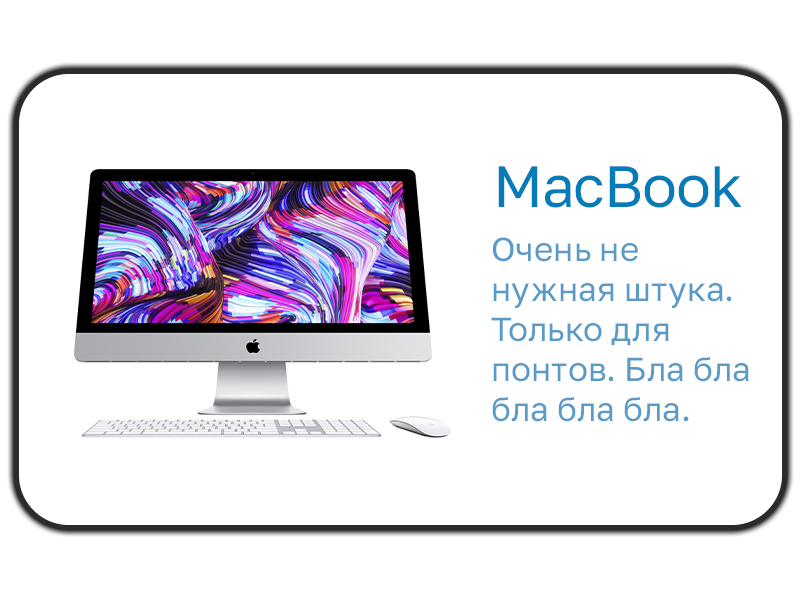 MacBook
Очень не
нужная штука.
Только для
понтов. Бла бла
бла бла бла.